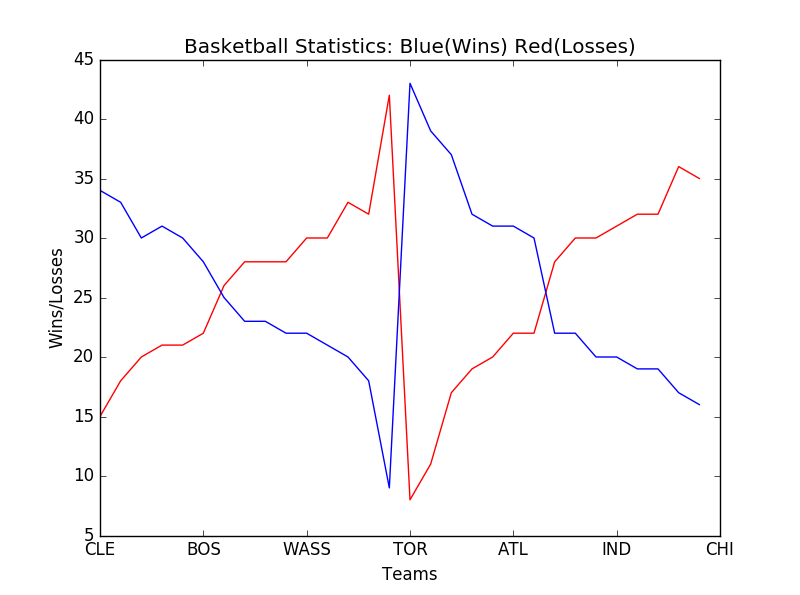 Basketball Statistics: Blue(Wins) Red(Losses)
45
40
35
30
25
20
15
10
5
Wins/Losses
CLE BOS WASS TOR ATL IND CHI
Teams